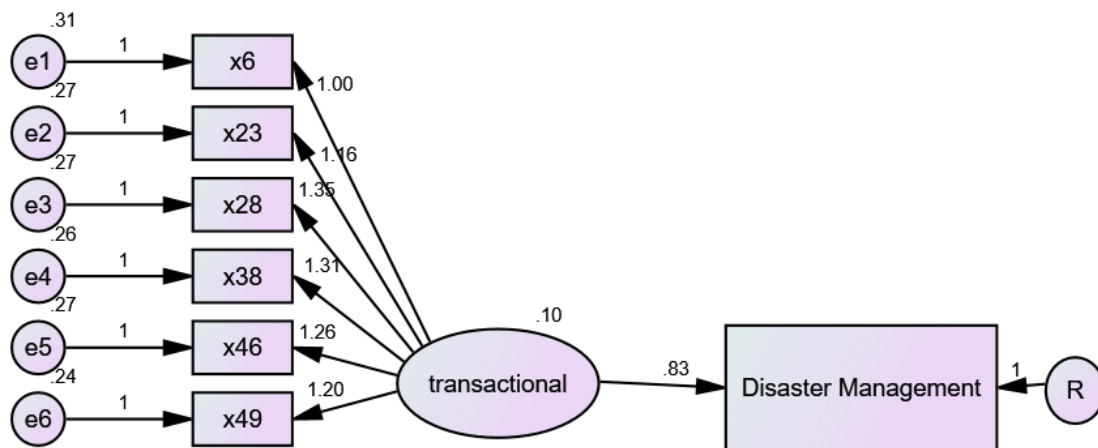 .31
e1
1
x6
1.00
.27
e2
1
x23
1.16
.27
e3
1
x28
1.35
.26
e4
1
x38
1.31
.27
e5
1
x46
1.26
.24
e6
1
x49
1.20
.10
transactional
.83
Disaster Management
1
R